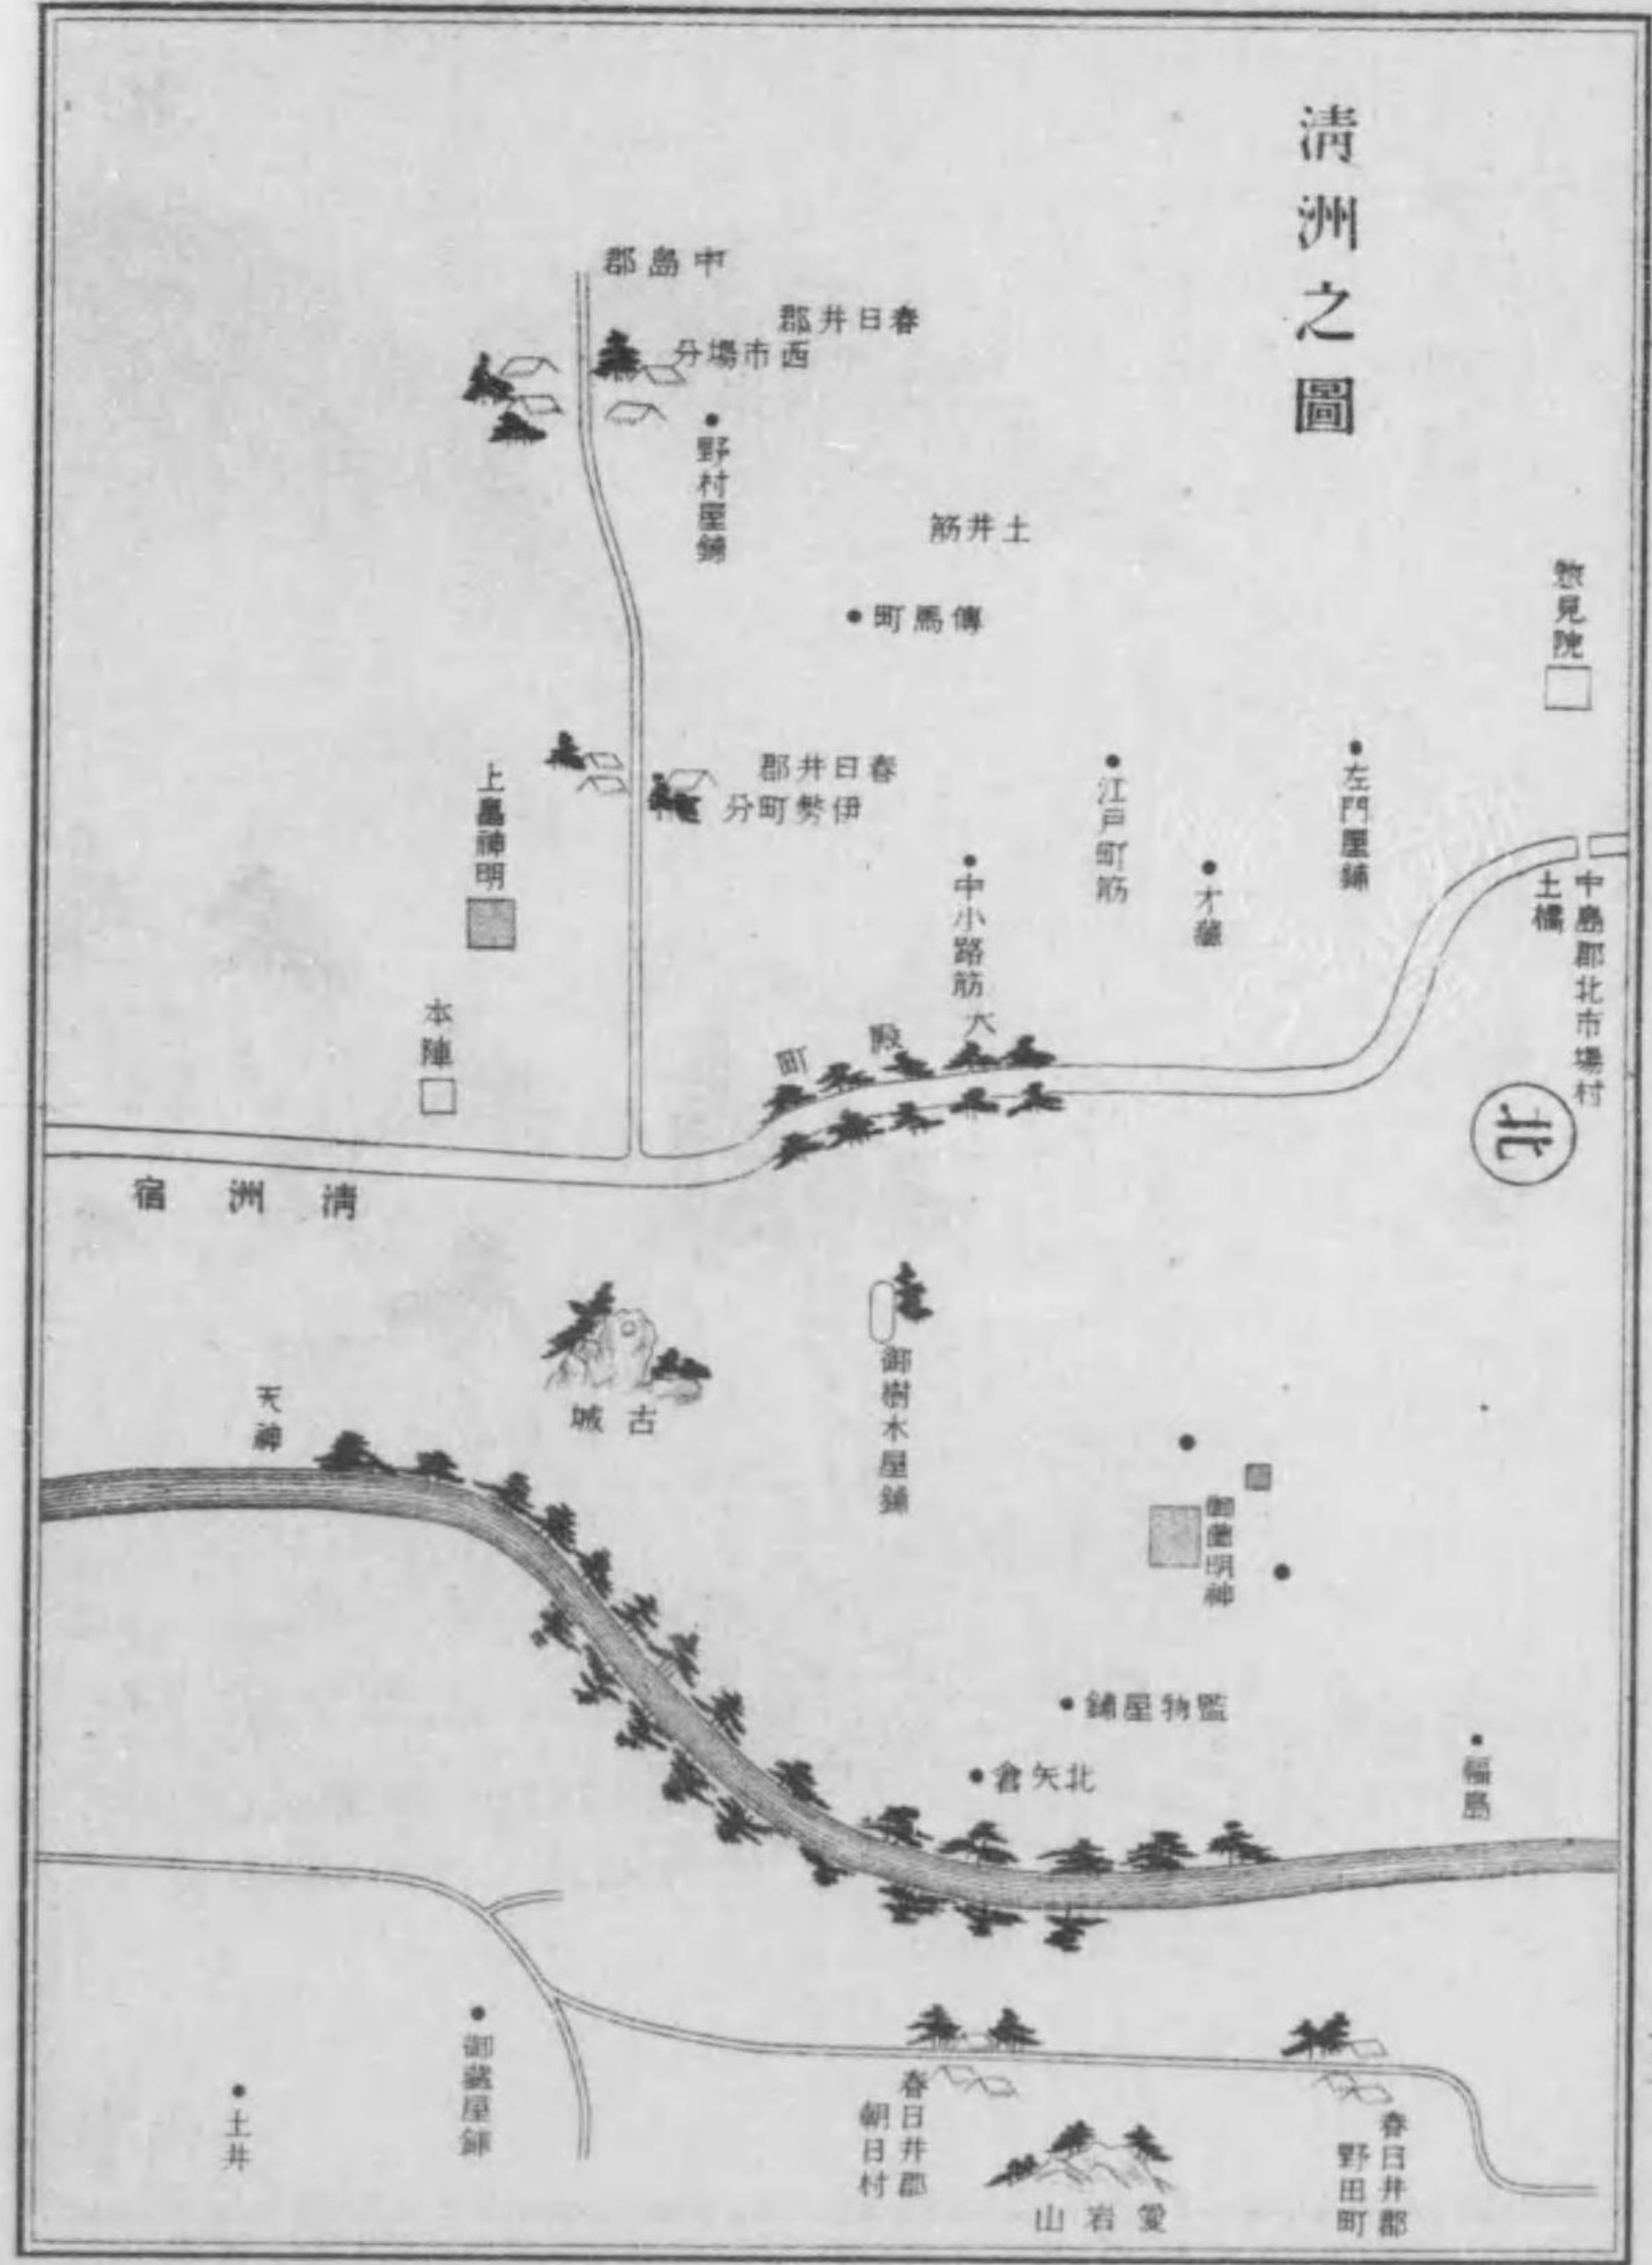 清洲之圖
中島郡
春日井郡
西市場分
野村屋鋪
土井筋
傳馬町
惣見院
春日井郡
伊勢町分
上畠神明
江戸町筋
左門屋鋪
才藏
中小路筋
中島郡北市場村
土橋
本陣
大殿町
北
清洲宿
古城
御樹木屋鋪
天神
御薗明神
監物屋鋪
北矢倉
福島
御藏屋鋪
土井
春日井郡
朝日村
愛岩山
春日井郡
野田町